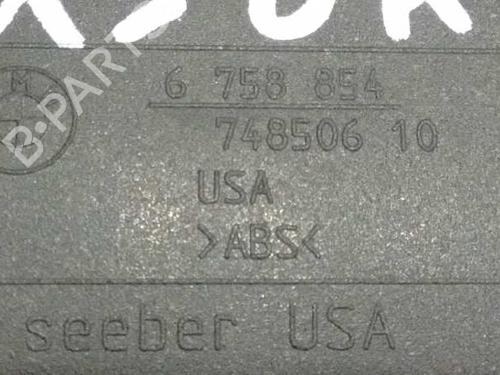 M
B-PARTS
6 758 854
748506 10
USA
>ABS<
seeber USA